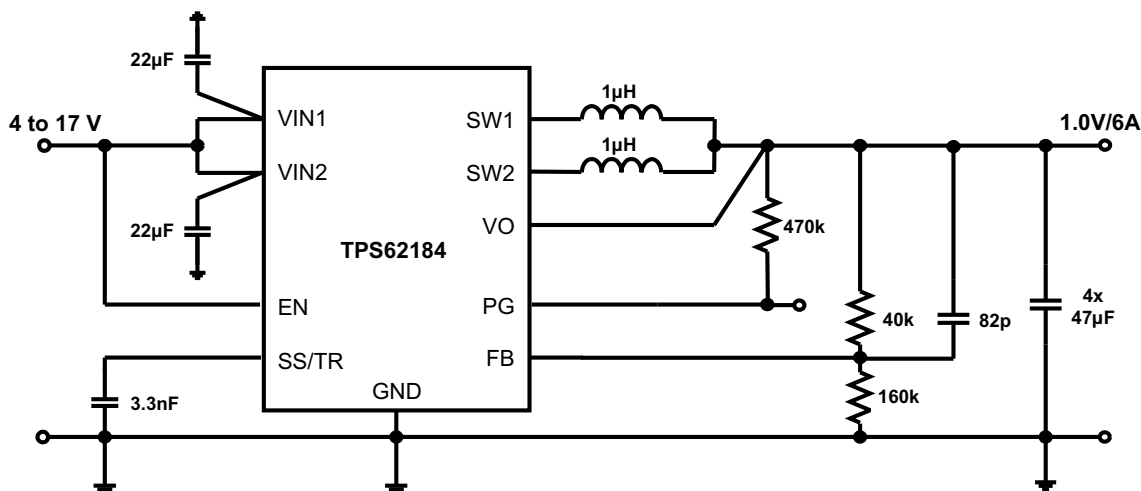 22µF
1µH
4 to 17 V
VIN1
SW1
1.0V/6A
1µH
VIN2
SW2
22µF
VO
470k
TPS62184
EN
PG
40k
82p
4x
47µF
SS/TR
FB
GND
3.3nF
160k